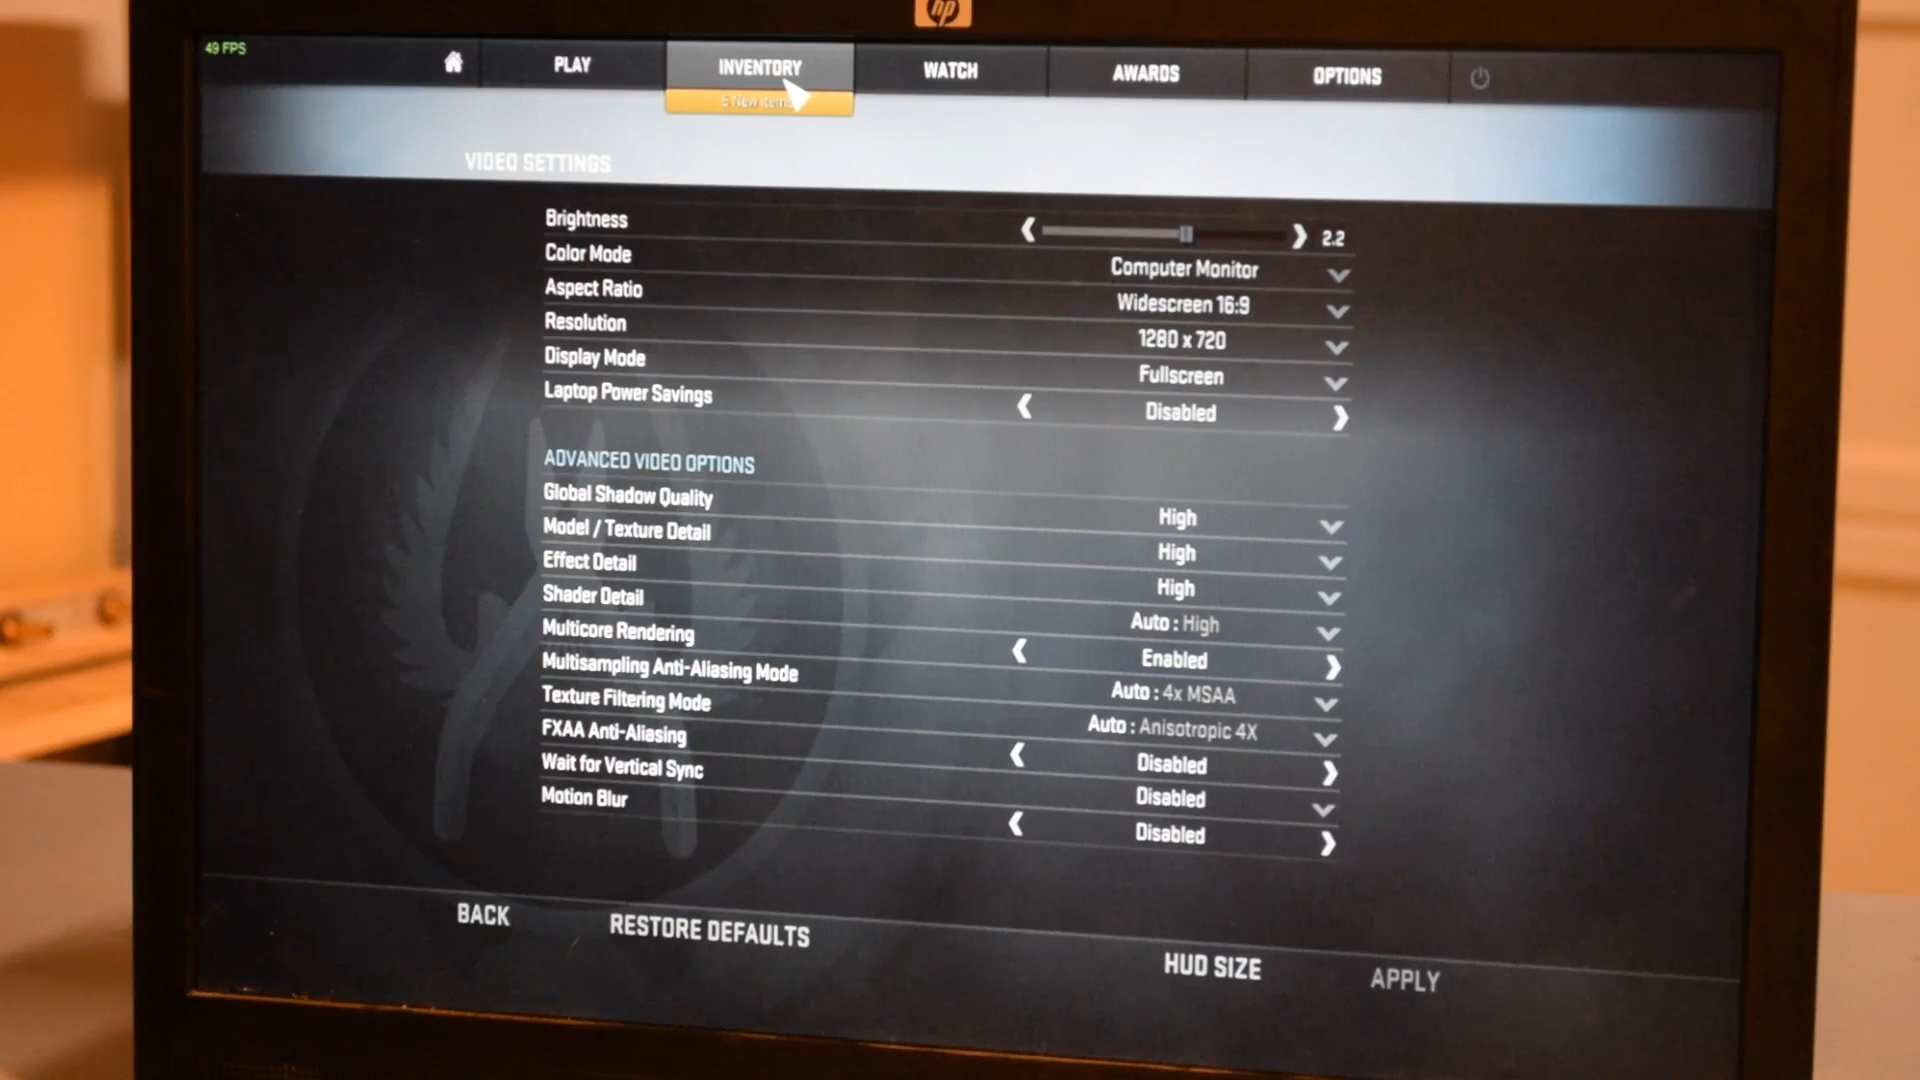 hp
49 FPS
PLAY
INVENTORY
WATCH
AWARDS
OPTIONS
5 New items
VIDEO SETTINGS
Brightness 2.2
Color Mode Computer Monitor
Aspect Ratio Widescreen 16:9
Resolution 1280 x 720
Display Mode Fullscreen
Laptop Power Savings Disabled
ADVANCED VIDEO OPTIONS
Global Shadow Quality High
Model / Texture Detail High
Effect Detail High
Shader Detail Auto : High
Multicore Rendering Enabled
Multisampling Anti-Aliasing Mode Auto : 4x MSAA
Texture Filtering Mode Auto : Anisotropic 4X
FXAA Anti-Aliasing Disabled
Wait for Vertical Sync Disabled
Motion Blur Disabled
BACK
RESTORE DEFAULTS
HUD SIZE
APPLY